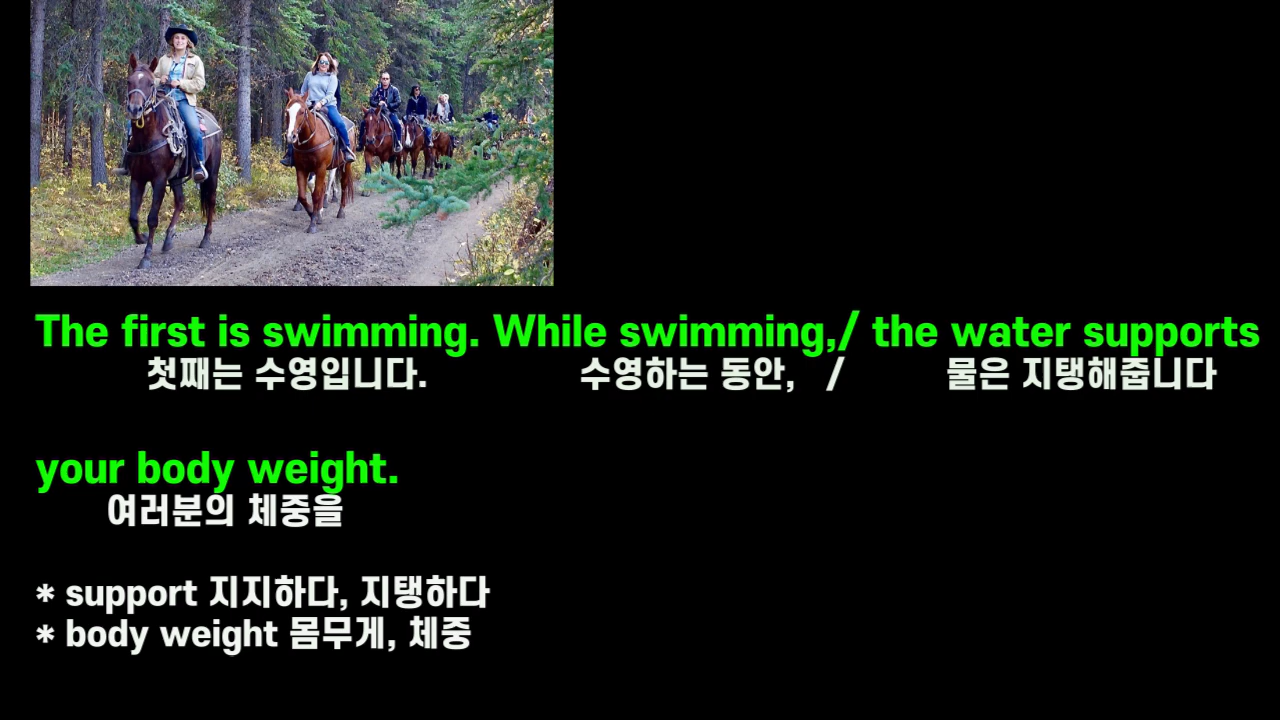 The first is swimming. While swimming,/ the water supports
첫째는 수영입니다. 수영하는 동안, / 물은 지탱해줍니다
your body weight.
여러분의 체중을
* support 지지하다, 지탱하다
* body weight 몸무게, 체중